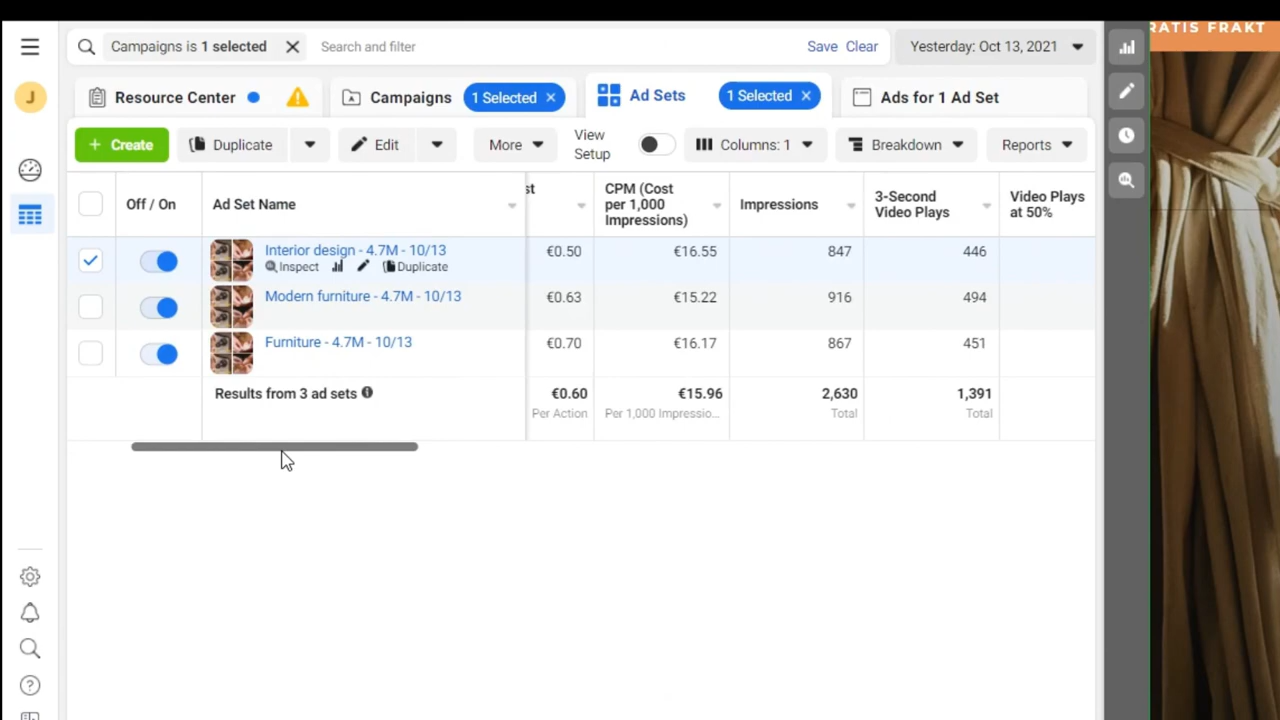 Campaigns is 1 selected
Search and filter
Save Clear
Yesterday: Oct 13, 2021
RATIS FRAKT
J
Resource Center
Campaigns
1 Selected ×
Ad Sets
1 Selected ×
Ads for 1 Ad Set
+ Create
Duplicate
Edit
More
View
Setup
Columns: 1
Breakdown
Reports
Off / On
Ad Set Name
st
CPM (Cost
per 1,000
Impressions)
Impressions
3-Second
Video Plays
Video Plays
at 50%
Interior design - 4.7M - 10/13
Inspect
Duplicate
€0.50
€16.55
847
446
Modern furniture - 4.7M - 10/13
€0.63
€15.22
916
494
Furniture - 4.7M - 10/13
€0.70
€16.17
867
451
Results from 3 ad sets
€0.60
Per Action
€15.96
Per 1,000 Impressio...
2,630
Total
1,391
Total